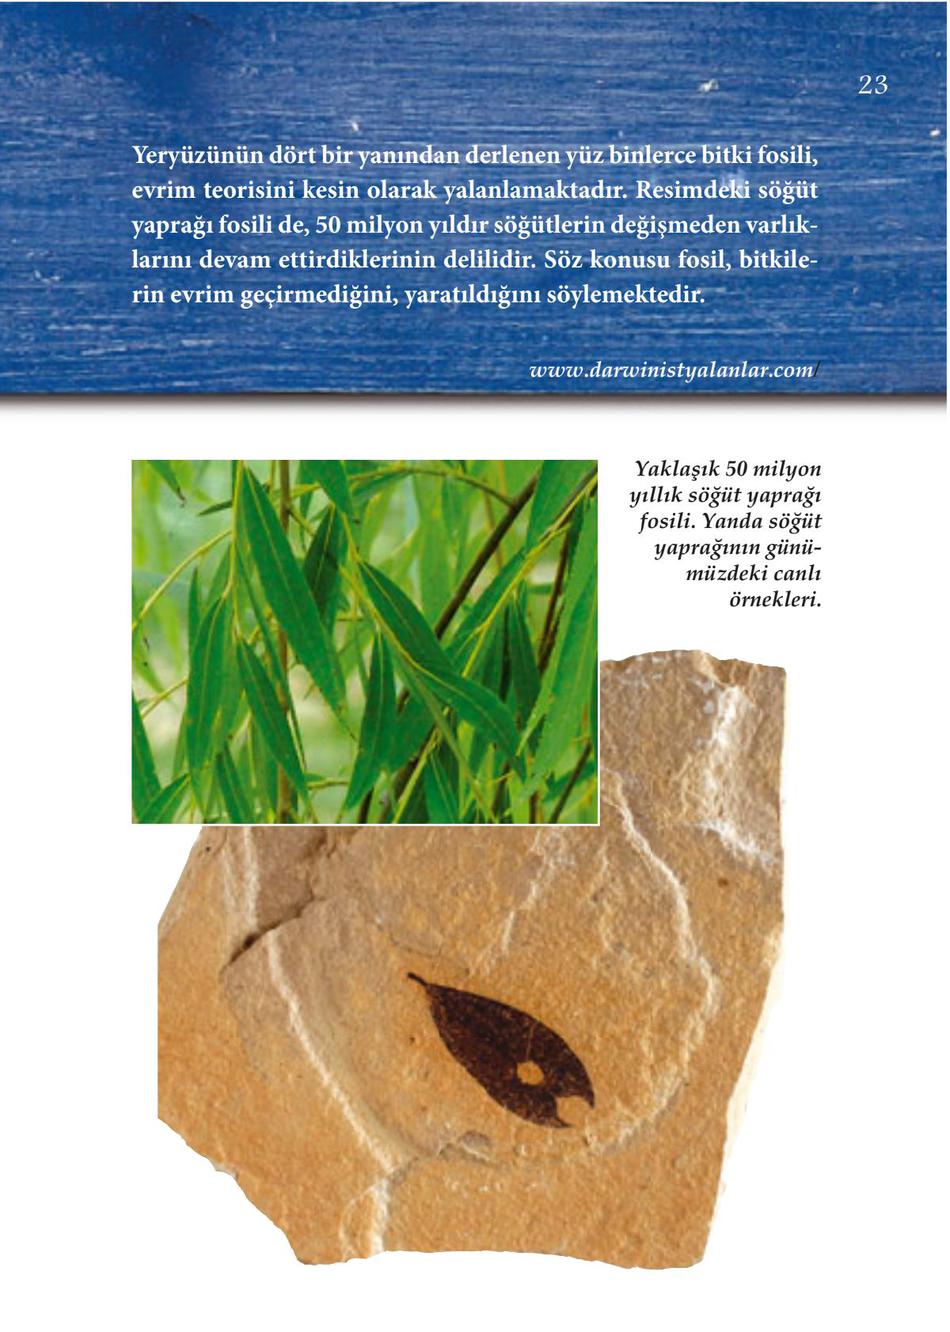 23
Yeryüzünün dört bir yanından derlenen yüz binlerce bitki fosili,
evrim teorisini kesin olarak yalanlamaktadır. Resimdeki söğüt
yaprağı fosili de, 50 milyon yıldır söğütlerin değişmeden varlık-
larını devam ettirdiklerinin delilidir. Söz konusu fosil, bitkile-
rin evrim geçirmediğini, yaratıldığını söylemektedir.
www.darwinistyalanlar.com/
Yaklaşık 50 milyon
yıllık söğüt yaprağı
fosili. Yanda söğüt
yaprağının günü-
müzdeki canlı
örnekleri.